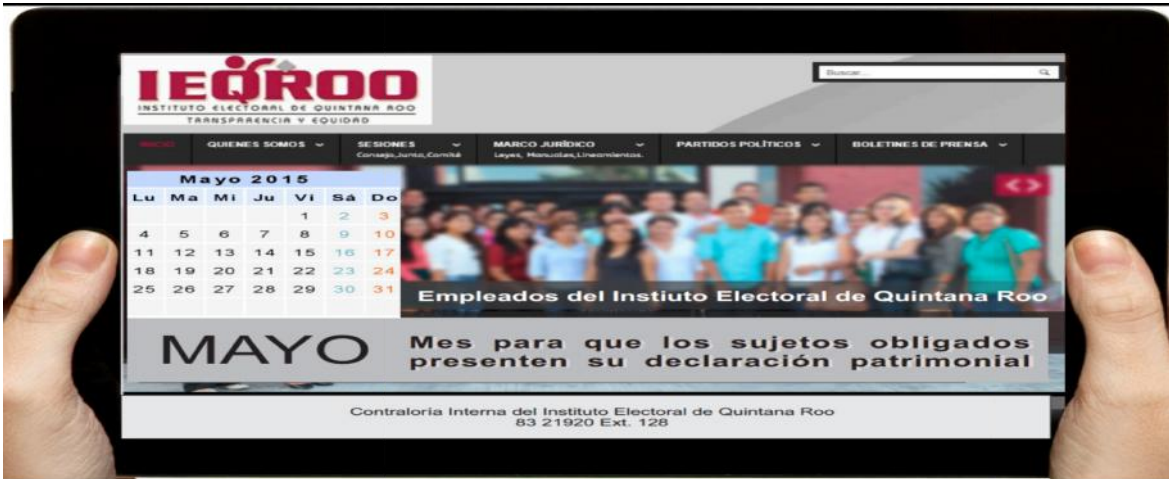 IEQROO
INSTITUTO ELECTORAL DE QUINTANA ROO
TRANSPARENCIA Y EQUIDAD
Buscar...
INICIO
QUIENES SOMOS
SESIONES
Consejo,Junta,Comité
MARCO JURÍDICO
Leyes, Manuales,Lineamientos.
PARTIDOS POLÍTICOS
BOLETINES DE PRENSA
Mayo 2015
Lu Ma Mi Ju Vi Sá Do
1 2 3
4 5 6 7 8 9 10
11 12 13 14 15 16 17
18 19 20 21 22 23 24
25 26 27 28 29 30 31
Empleados del Instiuto Electoral de Quintana Roo
MAYO
Mes para que los sujetos obligados
presenten su declaración patrimonial
Contraloria Interna del Instituto Electoral de Quintana Roo
83 21920 Ext. 128